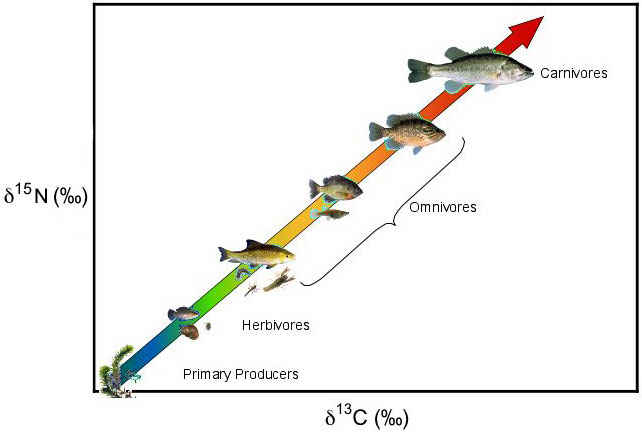 Carnivores
δ15N (‰)
Omnivores
Herbivores
Primary Producers
δ13C (‰)